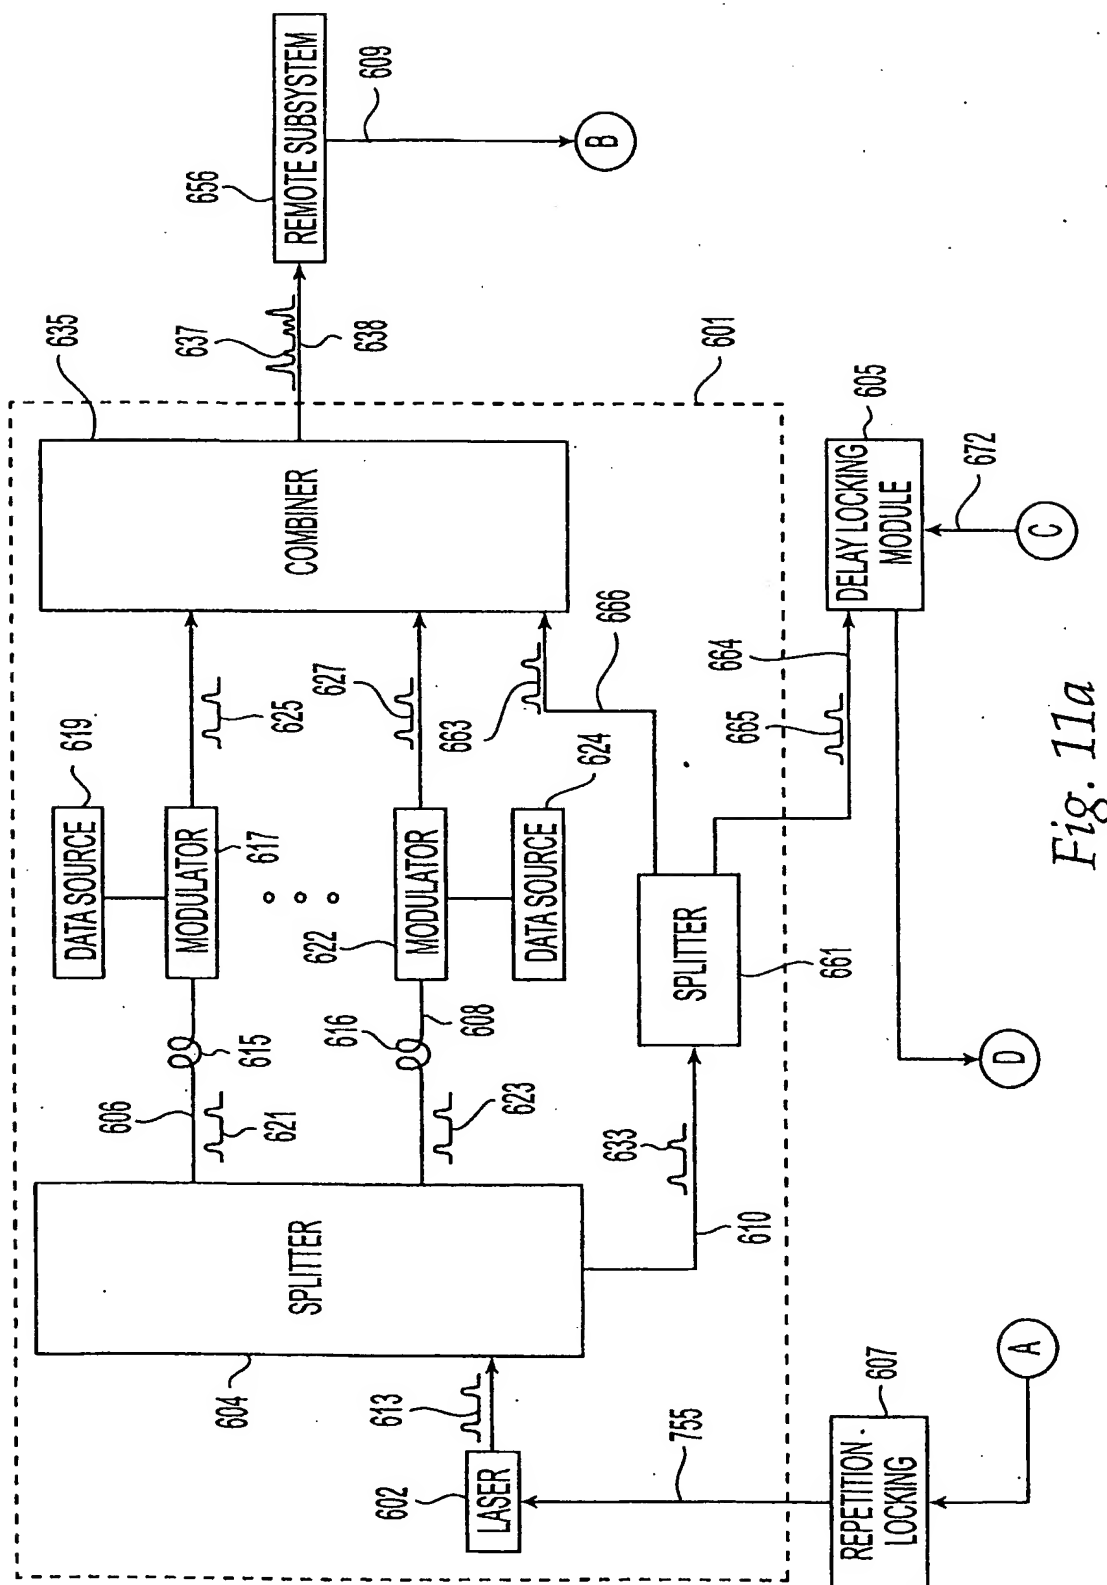 609
REMOTE SUBSYSTEM
656
B
635
637
638
601
COMBINER
605
DELAY LOCKING
MODULE
672
C
666
664
665
619
DATA SOURCE
625
627
663
624
617
MODULATOR
622
MODULATOR
DATA SOURCE
SPLITTER
661
D
615
616
608
606
621
623
633
610
SPLITTER
604
613
602
LASER
755
607
REPETITION
LOCKING
A
Fig. 11a